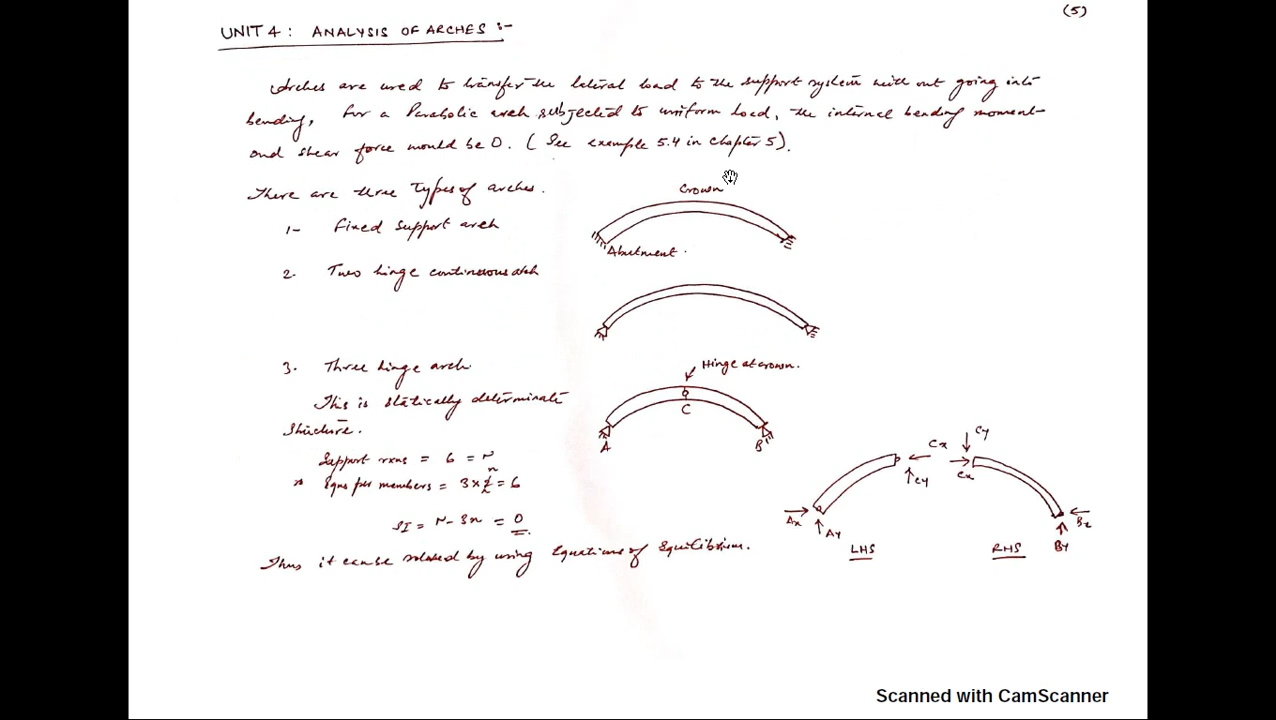 (5)
UNIT 4 : ANALYSIS OF ARCHES :-
Arches are used to transfer the lateral load to the support system with out going into
bending, for a Parabolic arch subjected to uniform load, the internal bending moment
and shear force would be 0. ( See example 5.4 in chapter 5).
There are three Types of arches.
Crown
1- Fixed support arch
Abutment
2. Two hinge continuous arch
3. Three hinge arch
Hinge at crown.
This is statically determinate
structure.
C
A
B
Support rxns = 6 = r
Eqns per members = 3 x 2 = 6
n
SI = r - 3n = 0
Cy
Cx
Cy
Cx
Ax
Ay
Bx
By
LHS
RHS
Thus it can be solved by using Equations of Equilibrium.
Scanned with CamScanner